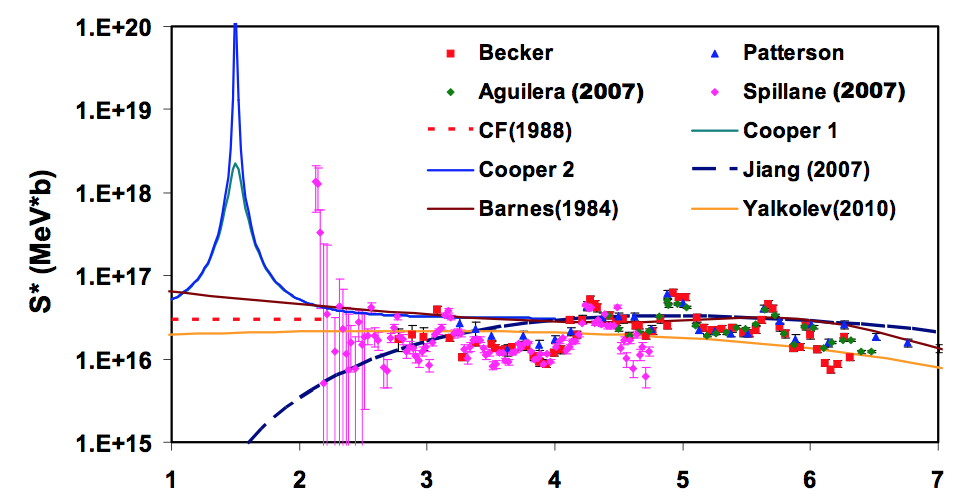 1.E+20
1.E+19
1.E+18
1.E+17
1.E+16
1.E+15
S* (MeV*b)
Becker
Patterson
Aguilera (2007)
Spillane (2007)
CF(1988)
Cooper 1
Cooper 2
Jiang (2007)
Barnes(1984)
Yalkolev(2010)
1 2 3 4 5 6 7